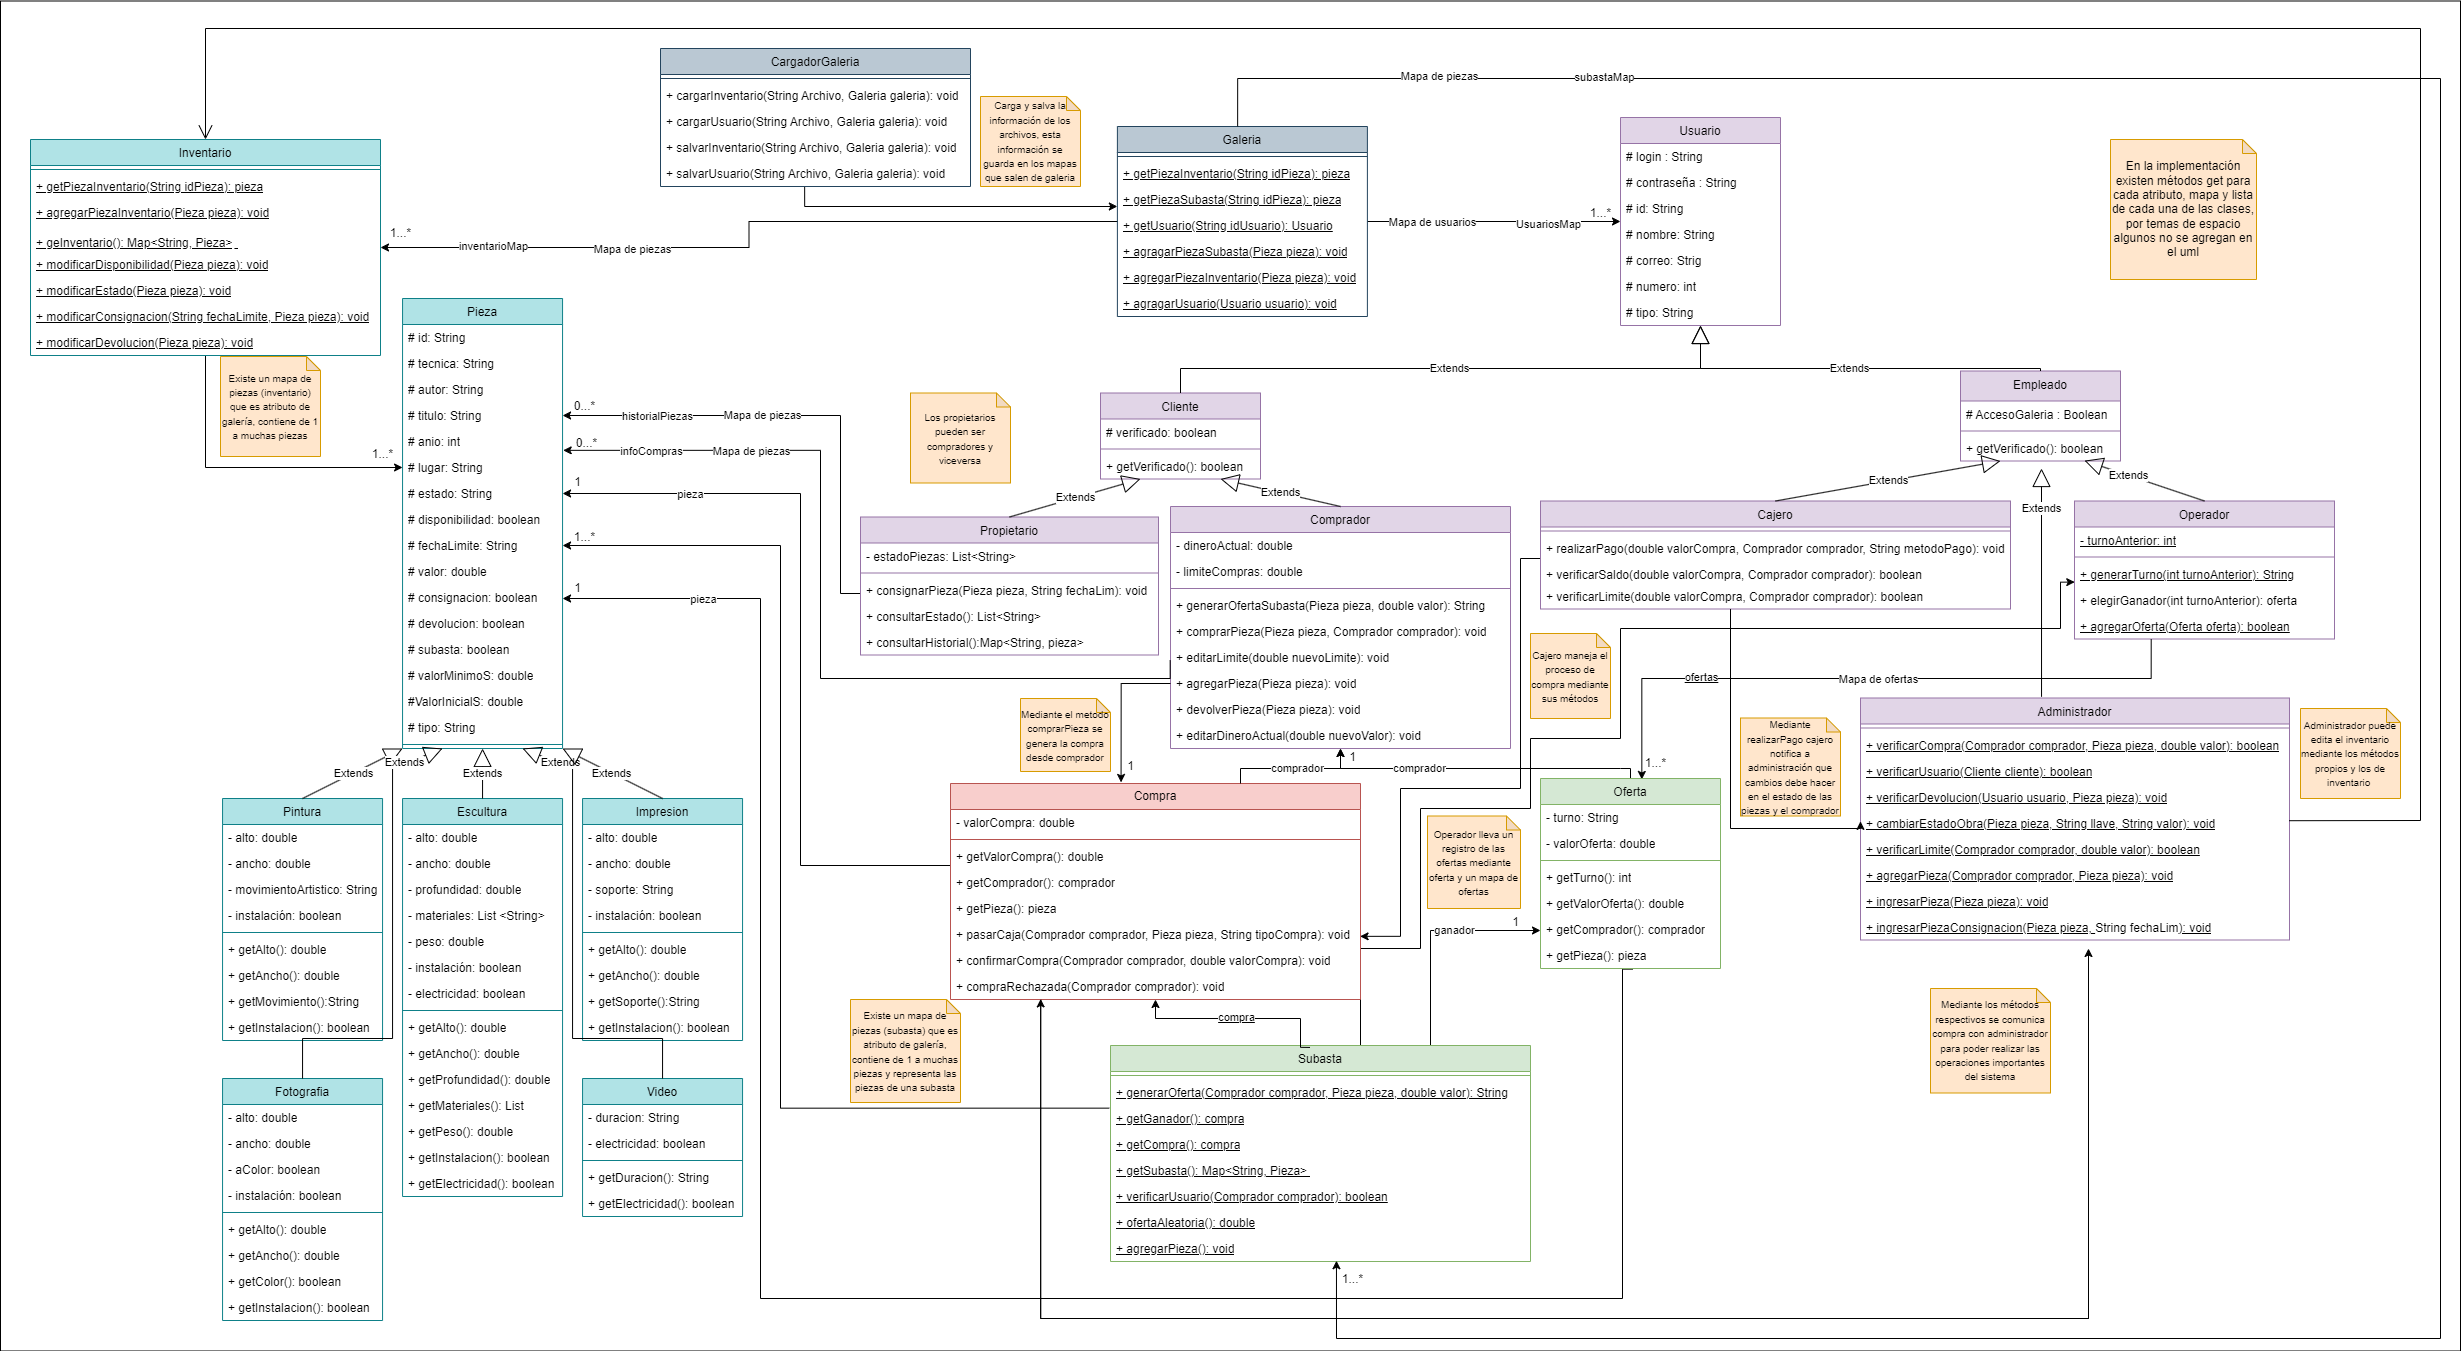 CargadorGaleria
+ cargarInventario(String Archivo, Galeria galeria): void
+ cargarUsuario(String Archivo, Galeria galeria): void
+ salvarInventario(String Archivo, Galeria galeria): void
+ salvarUsuario(String Archivo, Galeria galeria): void
Carga y salva la
información de los
archivos, esta
información se
guarda en los mapas
que salen de galeria
Mapa de piezas
subastaMap
Galeria
+ getPiezaInventario(String idPieza): pieza
+ getPiezaSubasta(String idPieza): pieza
+ getUsuario(String idUsuario): Usuario
+ agragarPiezaSubasta(Pieza pieza): void
+ agregarPiezaInventario(Pieza pieza): void
+ agragarUsuario(Usuario usuario): void
Mapa de usuarios
UsuariosMap
1...*
Usuario
# login : String
# contraseña : String
# id: String
# nombre: String
# correo: Strig
# numero: int
# tipo: String
En la implementación
existen métodos get para
cada atributo, mapa y lista
de cada una de las clases,
por temas de espacio
algunos no se agregan en
el uml
Inventario
+ getPiezaInventario(String idPieza): pieza
+ agregarPiezaInventario(Pieza pieza): void
+ geInventario(): Map<String, Pieza>
+ modificarDisponibilidad(Pieza pieza): void
+ modificarEstado(Pieza pieza): void
+ modificarConsignacion(String fechaLimite, Pieza pieza): void
+ modificarDevolucion(Pieza pieza): void
1...*
inventarioMap
Mapa de piezas
Existe un mapa de
piezas (inventario)
que es atributo de
galería, contiene de 1
a muchas piezas
1...*
Pieza
# id: String
# tecnica: String
# autor: String
# titulo: String
# anio: int
# lugar: String
# estado: String
# disponibilidad: boolean
# fechaLimite: String
# valor: double
# consignacion: boolean
# devolucion: boolean
# subasta: boolean
# valorMinimoS: double
#ValorInicialS: double
# tipo: String
0...*
historialPiezas
Mapa de piezas
0...*
infoCompras
Mapa de piezas
1
pieza
1...*
1
pieza
Los propietarios
pueden ser
compradores y
viceversa
Extends
Extends
Cliente
# verificado: boolean
+ getVerificado(): boolean
Empleado
# AccesoGaleria : Boolean
+ getVerificado(): boolean
Extends
Extends
Extends
Extends
Extends
Propietario
- estadoPiezas: List<String>
+ consignarPieza(Pieza pieza, String fechaLim): void
+ consultarEstado(): List<String>
+ consultarHistorial():Map<String, pieza>
Comprador
- dineroActual: double
- limiteCompras: double
+ generarOfertaSubasta(Pieza pieza, double valor): String
+ comprarPieza(Pieza pieza, Comprador comprador): void
+ editarLimite(double nuevoLimite): void
+ agregarPieza(Pieza pieza): void
+ devolverPieza(Pieza pieza): void
+ editarDineroActual(double nuevoValor): void
Cajero
+ realizarPago(double valorCompra, Comprador comprador, String metodoPago): void
+ verificarSaldo(double valorCompra, Comprador comprador): boolean
+ verificarLimite(double valorCompra, Comprador comprador): boolean
Operador
- turnoAnterior: int
+ generarTurno(int turnoAnterior): String
+ elegirGanador(int turnoAnterior): oferta
+ agregarOferta(Oferta oferta): boolean
Cajero maneja el
proceso de
compra mediante
sus métodos
ofertas
Mapa de ofertas
1...*
Mediante el metodo
comprarPieza se
genera la compra
desde comprador
1
comprador
1
comprador
Mediante
realizarPago cajero
notifica a
administración que
cambios debe hacer
en el estado de las
piezas y el comprador
Administrador
+ verificarCompra(Comprador comprador, Pieza pieza, double valor): boolean
+ verificarUsuario(Cliente cliente): boolean
+ verificarDevolucion(Usuario usuario, Pieza pieza): void
+ cambiarEstadoObra(Pieza pieza, String llave, String valor): void
+ verificarLimite(Comprador comprador, double valor): boolean
+ agregarPieza(Comprador comprador, Pieza pieza): void
+ ingresarPieza(Pieza pieza): void
+ ingresarPiezaConsignacion(Pieza pieza, String fechaLim): void
Administrador puede
edita el inventario
mediante los métodos
propios y los de
inventario
Extends
Extends
Extends
Extends
Extends
Pintura
- alto: double
- ancho: double
- movimientoArtistico: String
- instalación: boolean
+ getAlto(): double
+ getAncho(): double
+ getMovimiento():String
+ getInstalacion(): boolean
Escultura
- alto: double
- ancho: double
- profundidad: double
- materiales: List <String>
- peso: double
- instalación: boolean
- electricidad: boolean
+ getAlto(): double
+ getAncho(): double
+ getProfundidad(): double
+ getMateriales(): List
+ getPeso(): double
+ getInstalacion(): boolean
+ getElectricidad(): boolean
Impresion
- alto: double
- ancho: double
- soporte: String
- instalación: boolean
+ getAlto(): double
+ getAncho(): double
+ getSoporte():String
+ getInstalacion(): boolean
Compra
- valorCompra: double
+ getValorCompra(): double
+ getComprador(): comprador
+ getPieza(): pieza
+ pasarCaja(Comprador comprador, Pieza pieza, String tipoCompra): void
+ confirmarCompra(Comprador comprador, double valorCompra): void
+ compraRechazada(Comprador comprador): void
Operador lleva un
registro de las
ofertas mediante
oferta y un mapa de
ofertas
ganador
1
Oferta
- turno: String
- valorOferta: double
+ getTurno(): int
+ getValorOferta(): double
+ getComprador(): comprador
+ getPieza(): pieza
Existe un mapa de
piezas (subasta) que es
atributo de galería,
contiene de 1 a muchas
piezas y representa las
piezas de una subasta
compra
Mediante los métodos
respectivos se comunica
compra con administrador
para poder realizar las
operaciones importantes
del sistema
Fotografia
- alto: double
- ancho: double
- aColor: boolean
- instalación: boolean
+ getAlto(): double
+ getAncho(): double
+ getColor(): boolean
+ getInstalacion(): boolean
Video
- duracion: String
- electricidad: boolean
+ getDuracion(): String
+ getElectricidad(): boolean
Subasta
+ generarOferta(Comprador comprador, Pieza pieza, double valor): String
+ getGanador(): compra
+ getCompra(): compra
+ getSubasta(): Map<String, Pieza>
+ verificarUsuario(Comprador comprador): boolean
+ ofertaAleatoria(): double
+ agregarPieza(): void
1...*